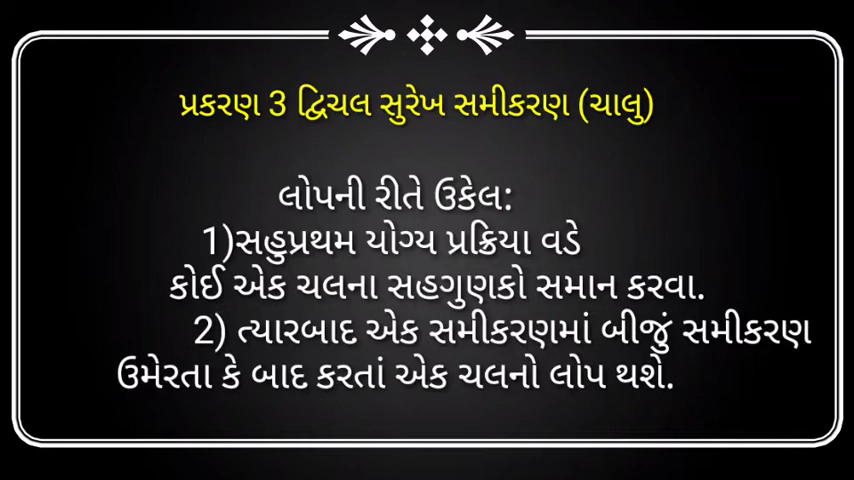 પ્રકરણ 3 દ્વિચલ સુરેખ સમીકરણ (ચાલુ)
લોપની રીતે ઉકેલ:
1)સહુપ્રથમ યોગ્ય પ્રક્રિયા વડે
કોઈ એક ચલના સહગુણકો સમાન કરવા.
2) ત્યારબાદ એક સમીકરણમાં બીજું સમીકરણ
ઉમેરતા કે બાદ કરતાં એક ચલનો લોપ થશે.